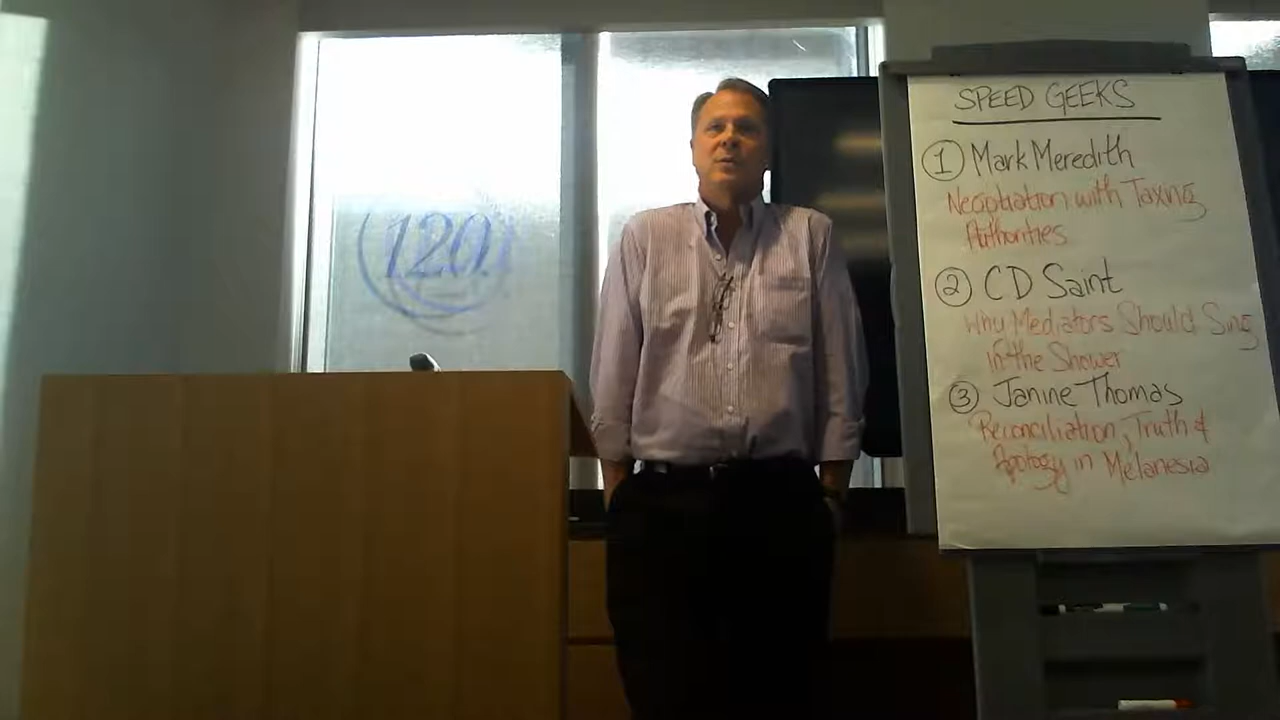 120
SPEED GEEKS
1 Mark Meredith
Negotiation with Taxing
Authorities
2 CD Saint
Why Mediators Should Sing
in the Shower
3 Janine Thomas
Reconciliation, Truth &
Apology in Melanesia